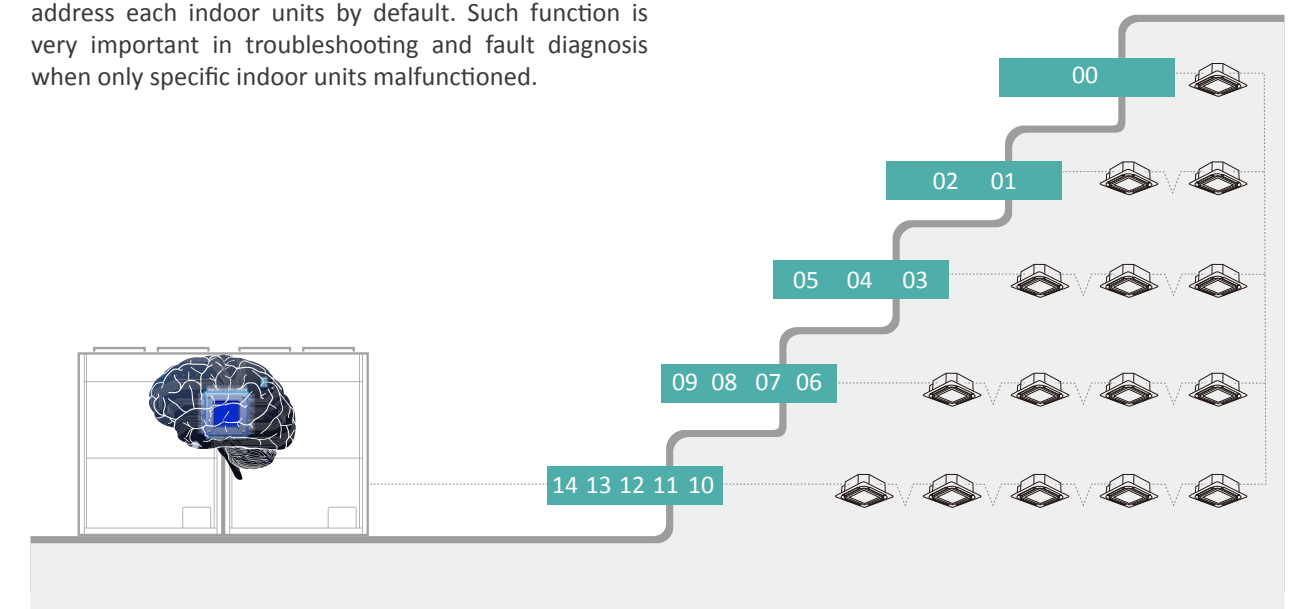 address each indoor units by default. Such function is
very important in troubleshooting and fault diagnosis
when only specific indoor units malfunctioned.
00
02 01
05 04 03
09 08 07 06
14 13 12 11 10